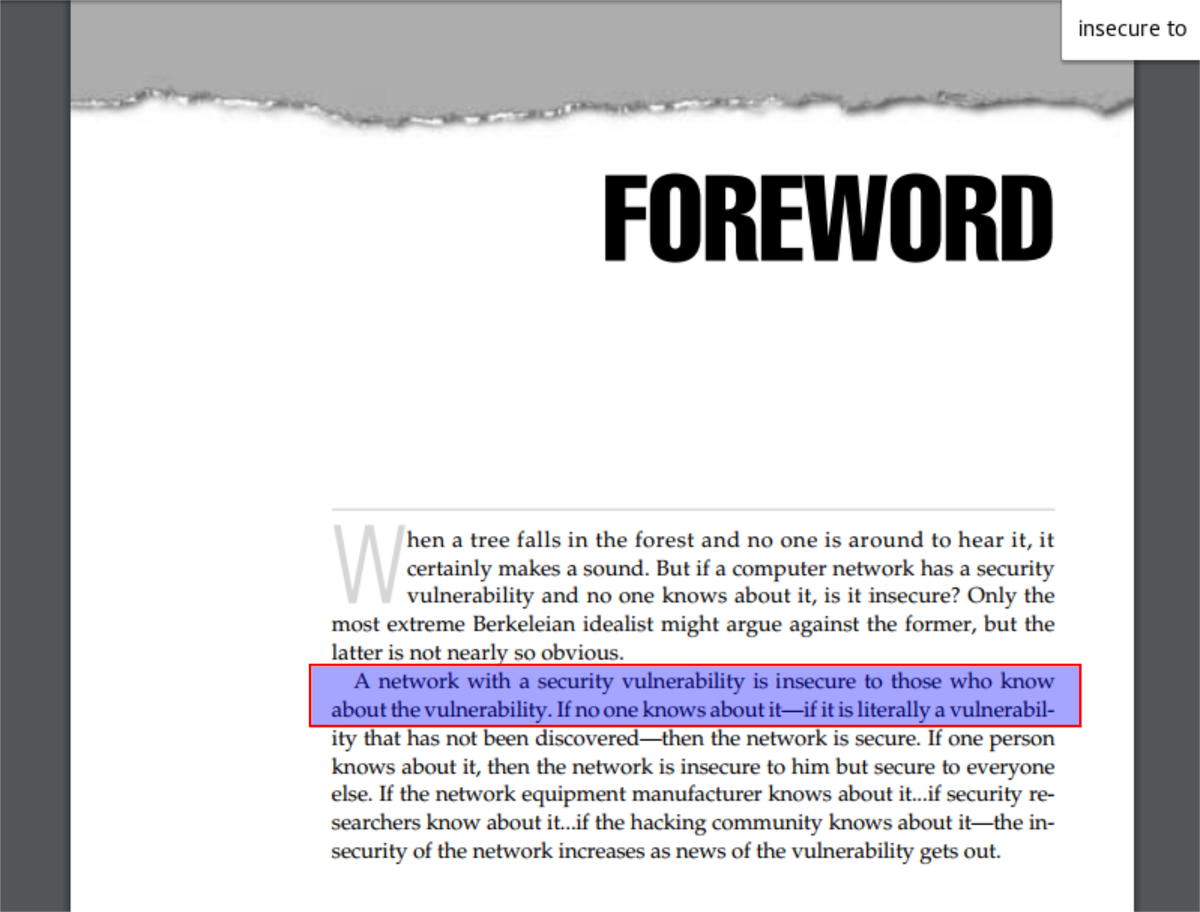 insecure to
FOREWORD
When a tree falls in the forest and no one is around to hear it, it
certainly makes a sound. But if a computer network has a security
vulnerability and no one knows about it, is it insecure? Only the
most extreme Berkeleian idealist might argue against the former, but the
latter is not nearly so obvious.
A network with a security vulnerability is insecure to those who know
about the vulnerability. If no one knows about it—if it is literally a vulnerabil-
ity that has not been discovered—then the network is secure. If one person
knows about it, then the network is insecure to him but secure to everyone
else. If the network equipment manufacturer knows about it...if security re-
searchers know about it...if the hacking community knows about it—the in-
security of the network increases as news of the vulnerability gets out.